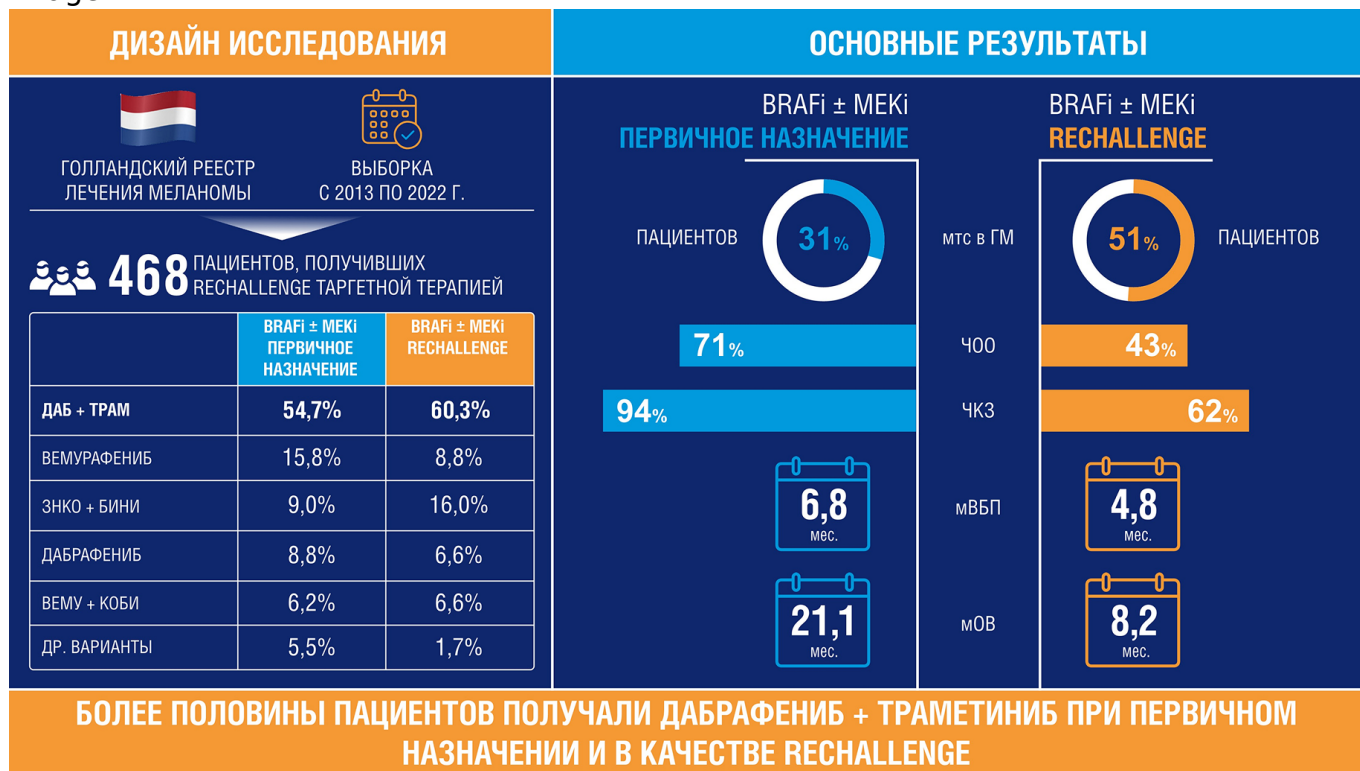 ДИЗАЙН ИССЛЕДОВАНИЯ
ГОЛЛАНДСКИЙ РЕЕСТР
ЛЕЧЕНИЯ МЕЛАНОМЫ
ВЫБОРКА
С 2013 ПО 2022 Г.
468 ПАЦИЕНТОВ, ПОЛУЧИВШИХ
RECHALLENGE ТАРГЕТНОЙ ТЕРАПИЕЙ
BRAFi ± MEKi
ПЕРВИЧНОЕ
НАЗНАЧЕНИЕ
BRAFi ± MEKi
RECHALLENGE
ДАБ + ТРАМ 54,7% 60,3%
ВЕМУРАФЕНИБ 15,8% 8,8%
ЗНКО + БИНИ 9,0% 16,0%
ДАБРАФЕНИБ 8,8% 6,6%
ВЕМУ + КОБИ 6,2% 6,6%
ДР. ВАРИАНТЫ 5,5% 1,7%
ОСНОВНЫЕ РЕЗУЛЬТАТЫ
BRAFi ± MEKi
ПЕРВИЧНОЕ НАЗНАЧЕНИЕ
BRAFi ± MEKi
RECHALLENGE
ПАЦИЕНТОВ 31% мтс в ГМ 51% ПАЦИЕНТОВ
71% ЧОО 43%
94% ЧКЗ 62%
6,8 мес. мВБП 4,8 мес.
21,1 мес. мОВ 8,2 мес.
БОЛЕЕ ПОЛОВИНЫ ПАЦИЕНТОВ ПОЛУЧАЛИ ДАБРАФЕНИБ + ТРАМЕТИНИБ ПРИ ПЕРВИЧНОМ
НАЗНАЧЕНИИ И В КАЧЕСТВЕ RECHALLENGE